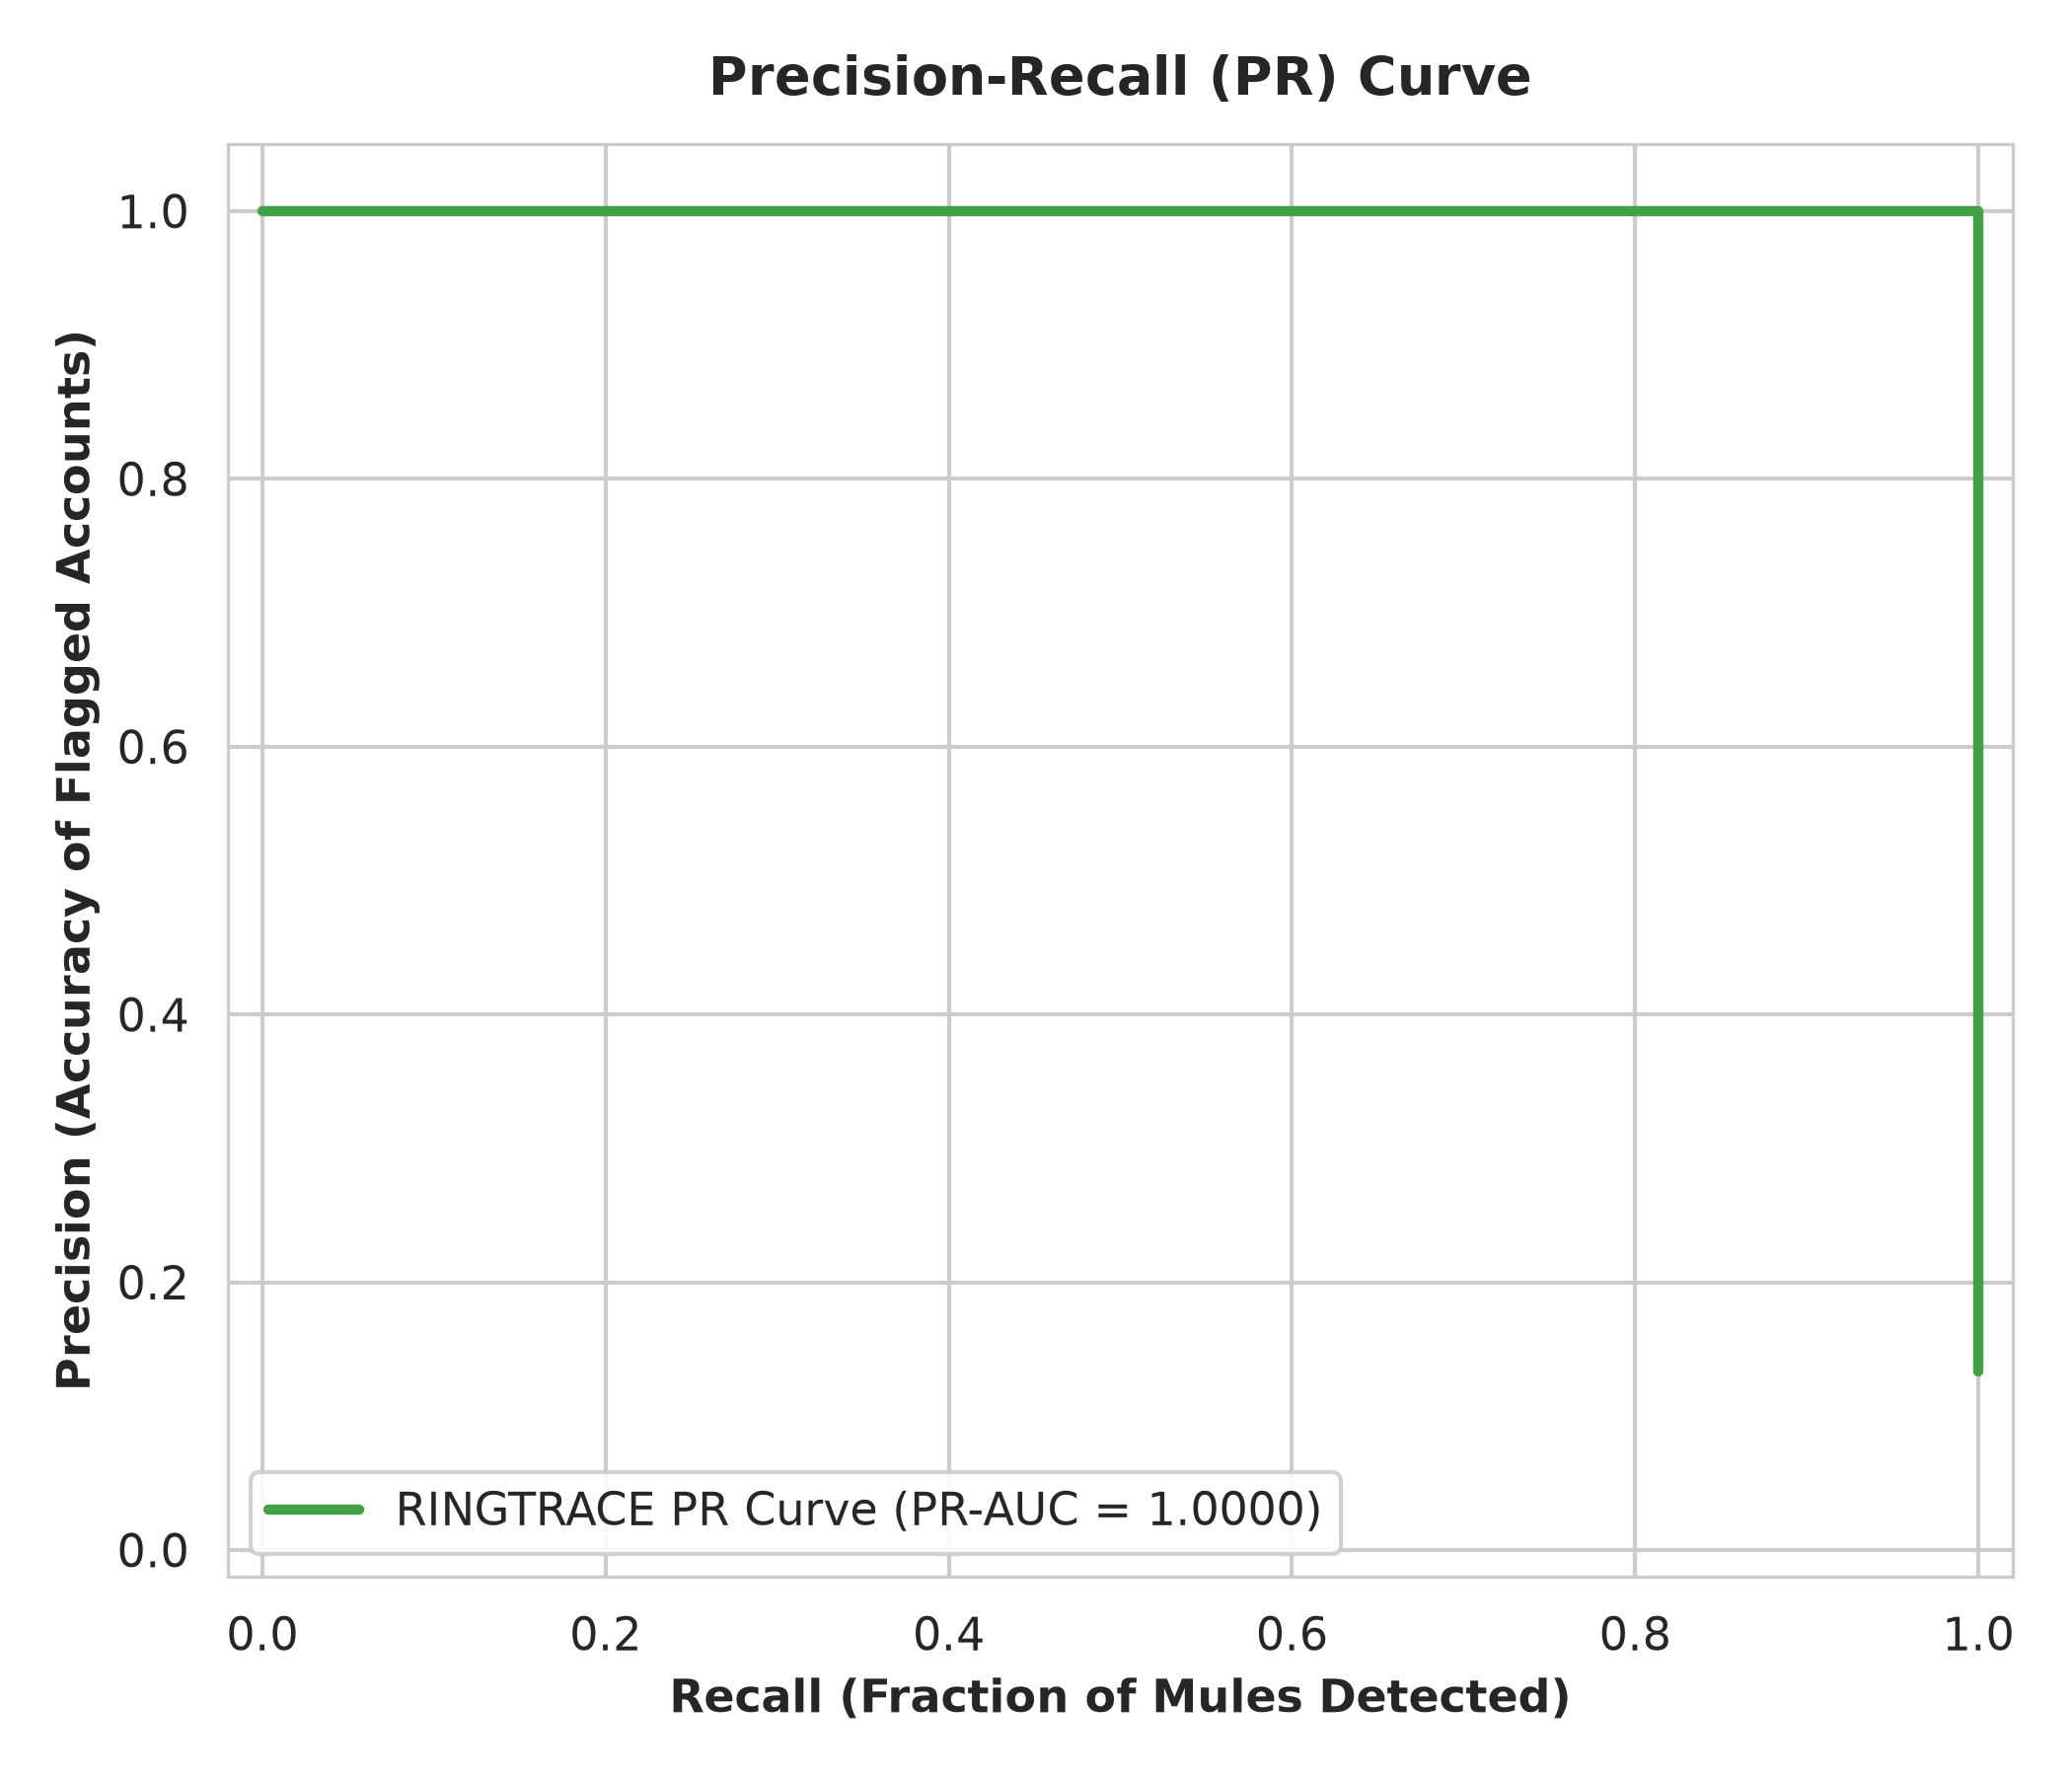 Precision-Recall (PR) Curve
Precision (Accuracy of Flagged Accounts)
1.0
0.8
0.6
0.4
0.2
0.0
RINGTRACE PR Curve (PR-AUC = 1.0000)
0.0 0.2 0.4 0.6 0.8 1.0
Recall (Fraction of Mules Detected)